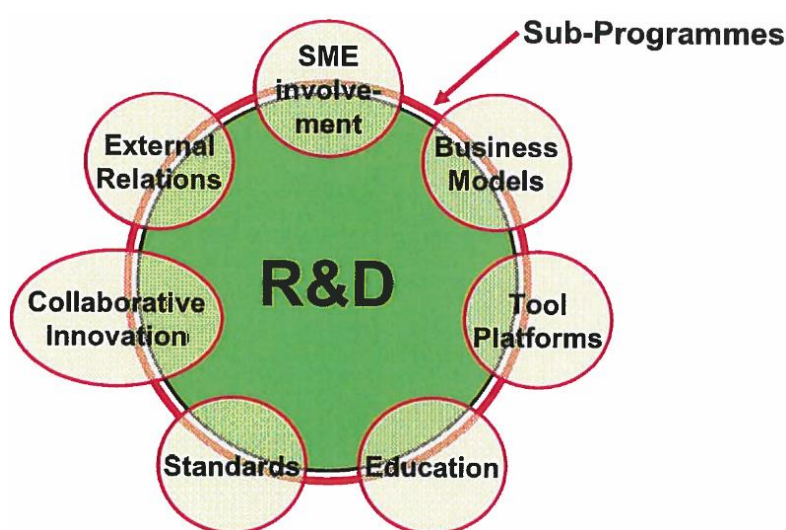 Sub-Programmes
SME
involve-
ment
External
Relations
Business
Models
R&D
Collaborative
Innovation
Tool
Platforms
Standards
Education